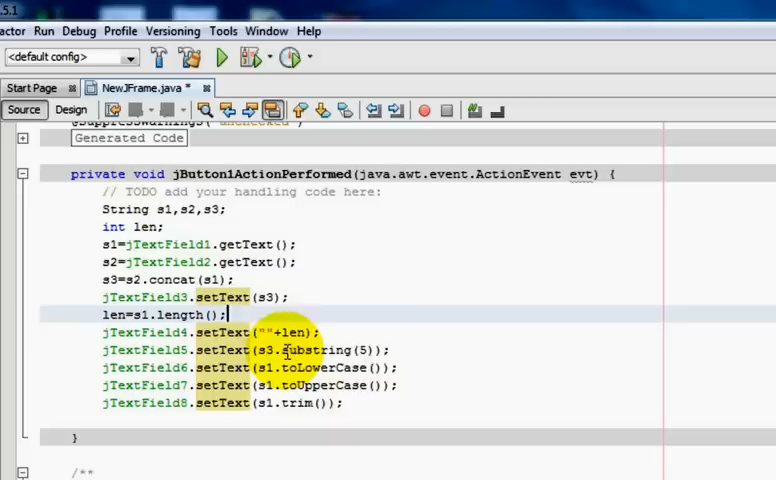 .5.1
actor Run Debug Profile Versioning Tools Window Help
<default config>
Start Page NewJFrame.java *
Source Design
Generated Code
private void jButton1ActionPerformed(java.awt.event.ActionEvent evt) {
// TODO add your handling code here:
String s1,s2,s3;
int len;
s1=jTextField1.getText();
s2=jTextField2.getText();
s3=s2.concat(s1);
jTextField3.setText(s3);
len=s1.length();
jTextField4.setText(""+len);
jTextField5.setText(s3.substring(5));
jTextField6.setText(s1.toLowerCase());
jTextField7.setText(s1.toUpperCase());
jTextField8.setText(s1.trim());
}
/**